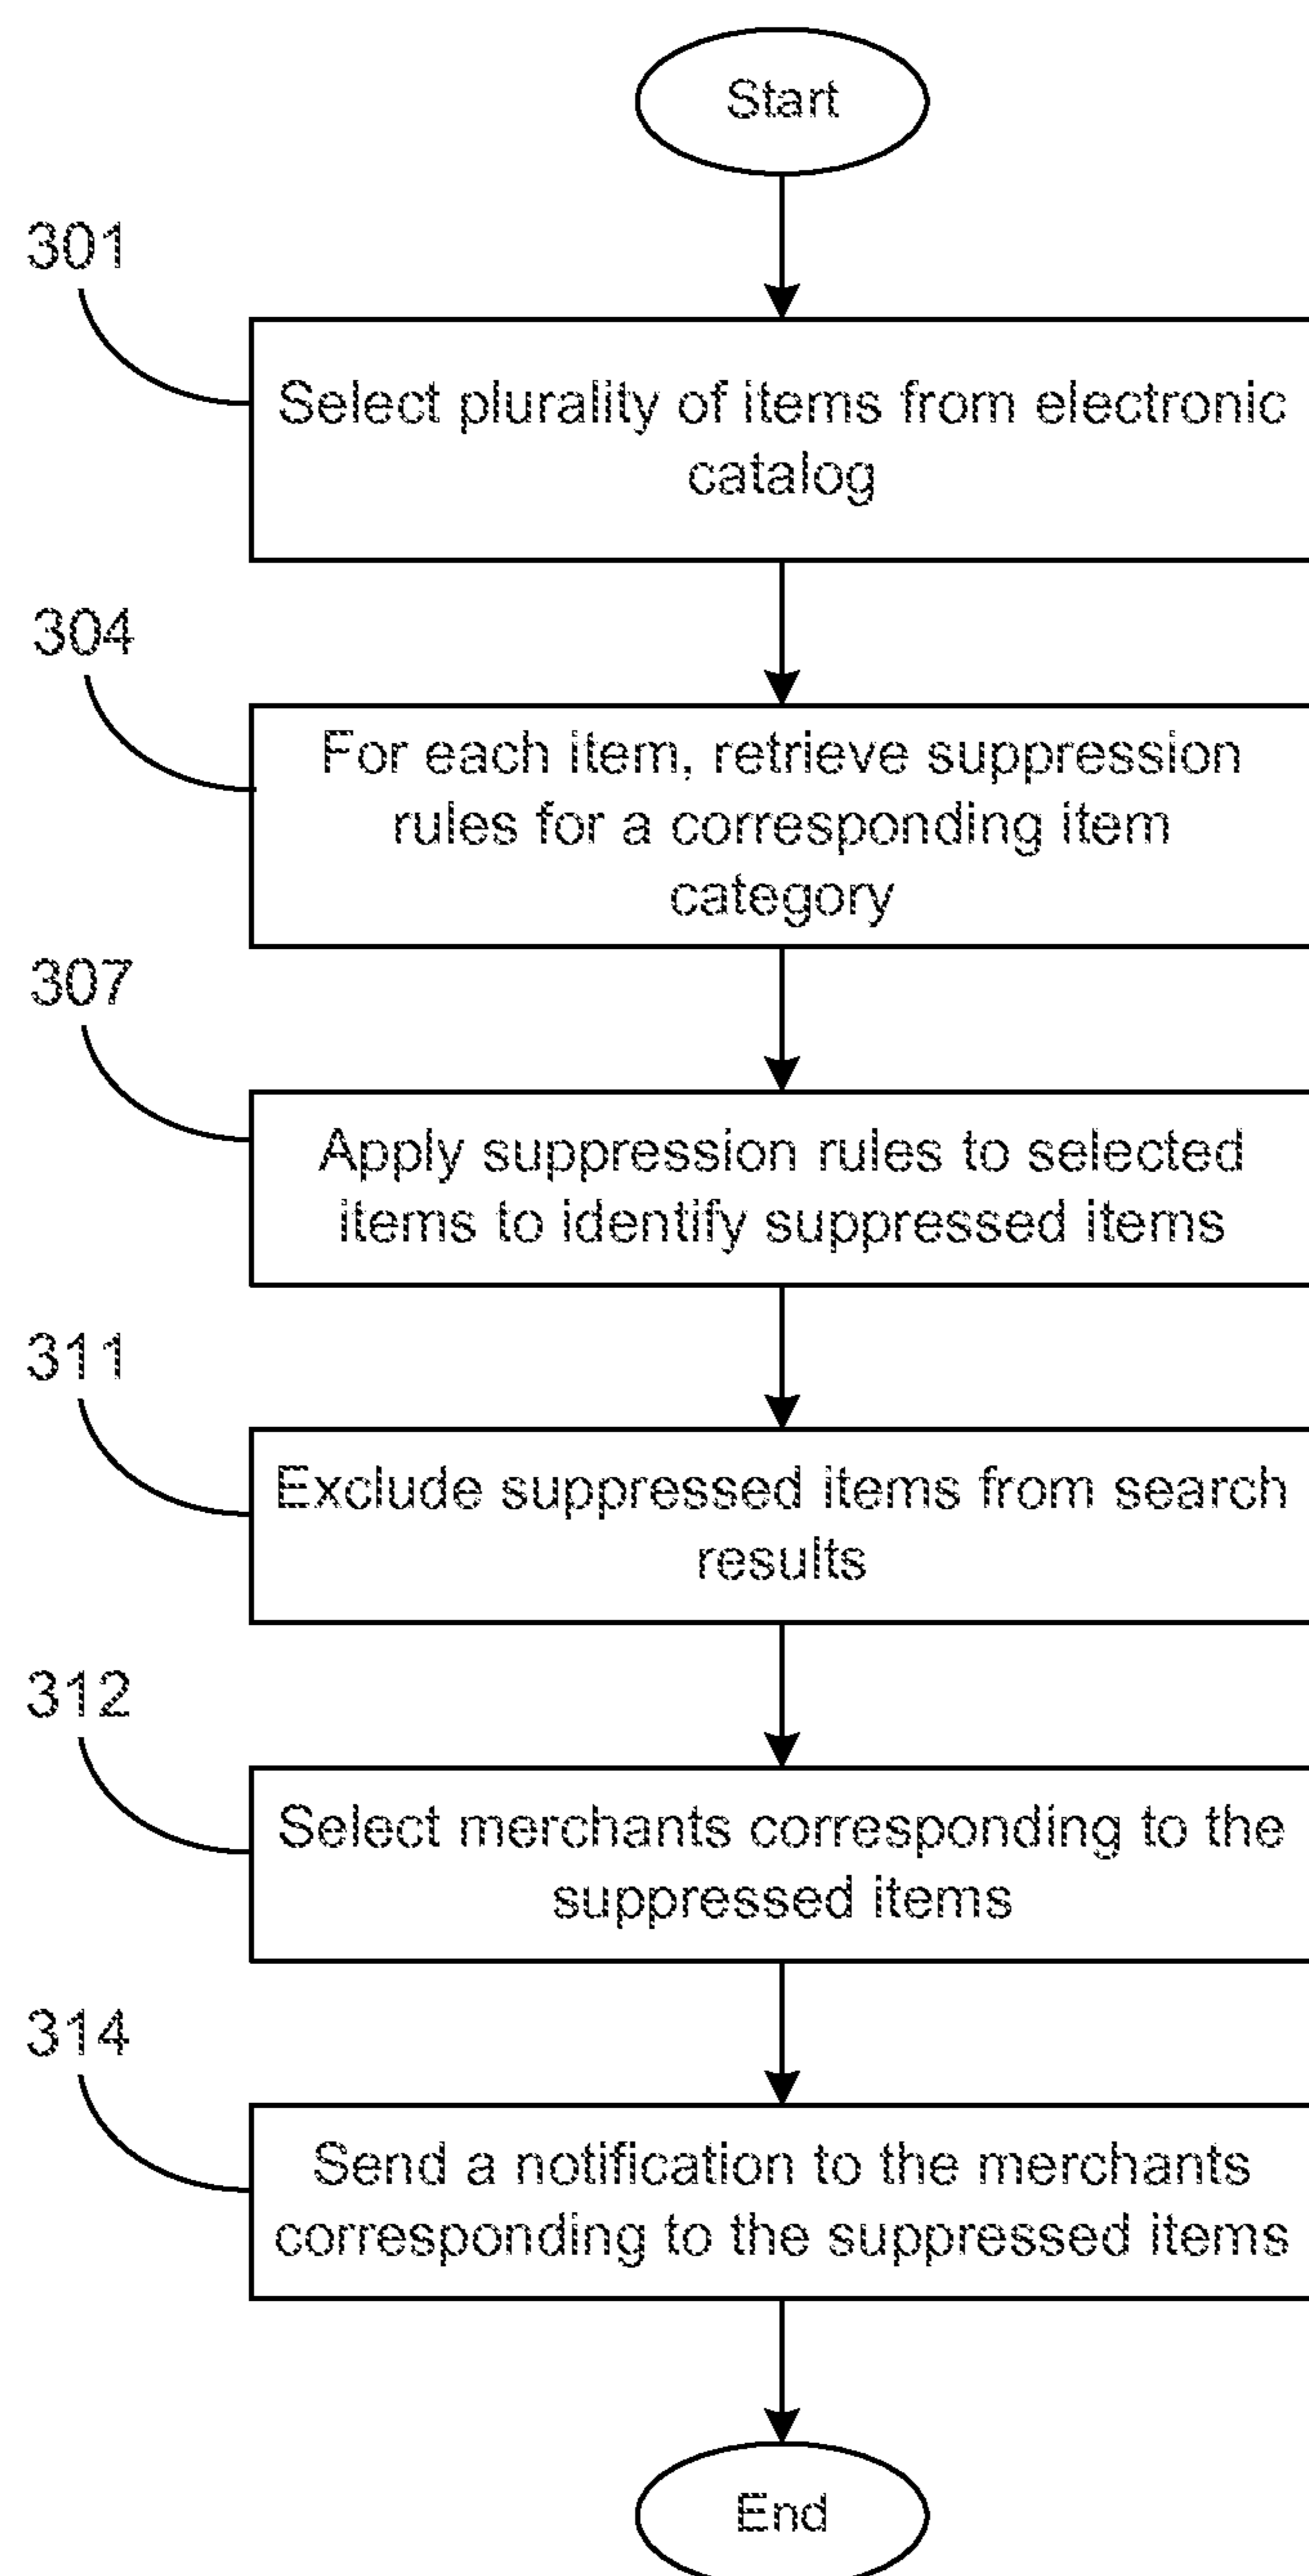 Start
301
Select plurality of items from electronic
catalog
304
For each item, retrieve suppression
rules for a corresponding item
category
307
Apply suppression rules to selected
items to identify suppressed items
311
Exclude suppressed items from search
results
312
Select merchants corresponding to the
suppressed items
314
Send a notification to the merchants
corresponding to the suppressed items
End